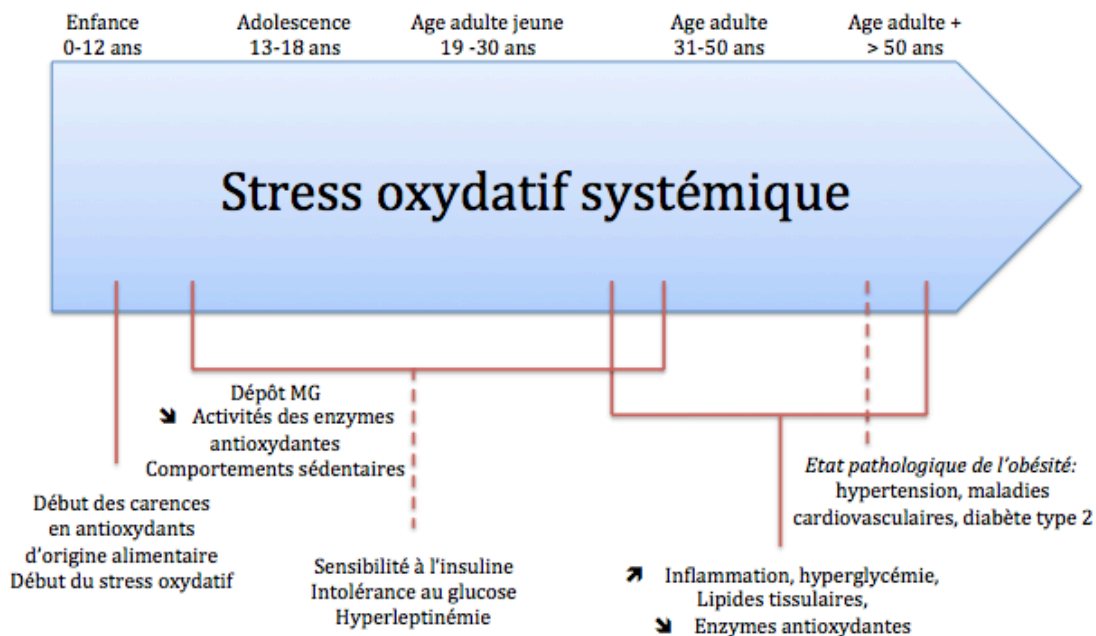 Enfance
0-12 ans
Adolescence
13-18 ans
Age adulte jeune
19 -30 ans
Age adulte
31-50 ans
Age adulte +
> 50 ans
Stress oxydatif systémique
Dépôt MG
↘ Activités des enzymes
antioxydantes
Comportements sédentaires
Début des carences
en antioxydants
d'origine alimentaire
Début du stress oxydatif
Sensibilité à l'insuline
Intolérance au glucose
Hyperleptinémie
Etat pathologique de l'obésité:
hypertension, maladies
cardiovasculaires, diabète type 2
↗ Inflammation, hyperglycémie,
Lipides tissulaires,
↘ Enzymes antioxydantes